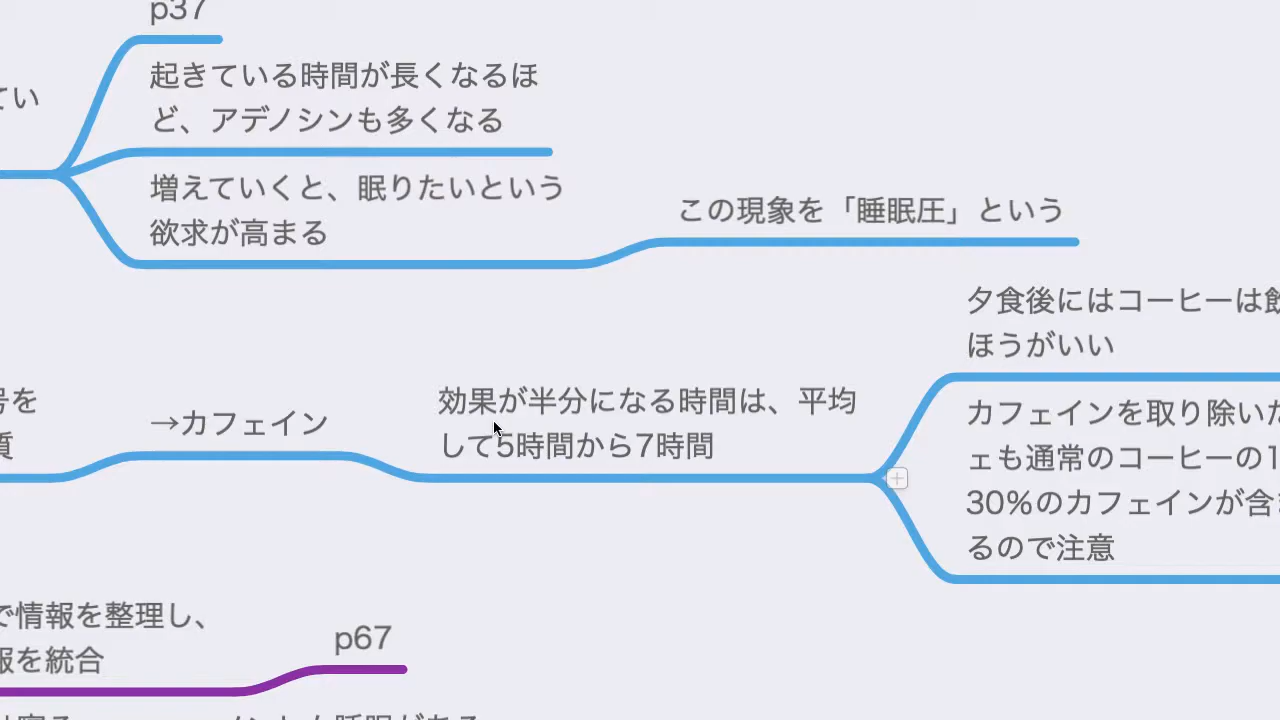 p37
起きている時間が長くなるほ
ど、アデノシンも多くなる
てい
増えていくと、眠りたいという
欲求が高まる
この現象を「睡眠圧」という
夕食後にはコーヒーは飲
ほうがいい
号を
質
→カフェイン
効果が半分になる時間は、平均
して5時間から7時間
カフェインを取り除いた
ェも通常のコーヒーの1
30%のカフェインが含ま
るので注意
で情報を整理し、
報を統合
p67